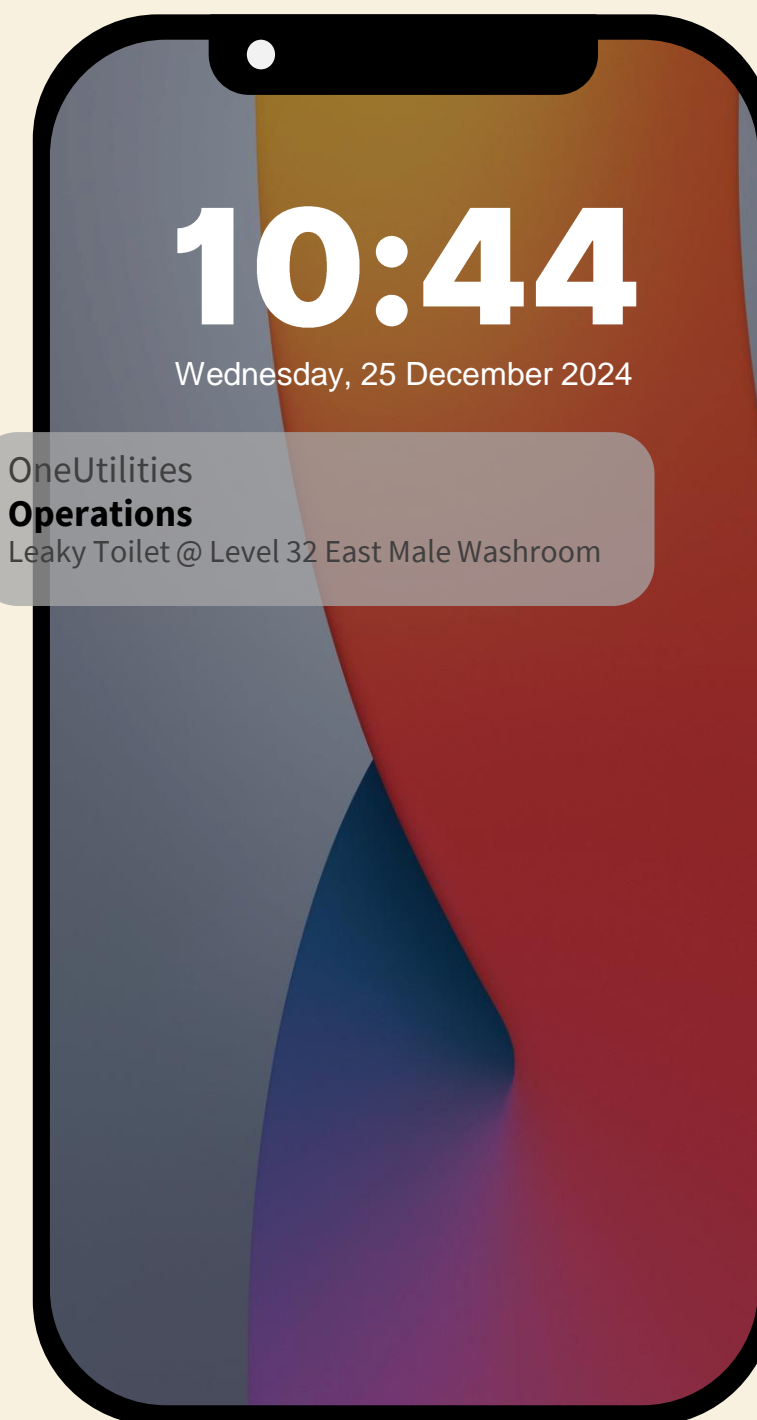 10:44
Wednesday, 25 December 2024
OneUtilities
Operations
Leaky Toilet @ Level 32 East Male Washroom